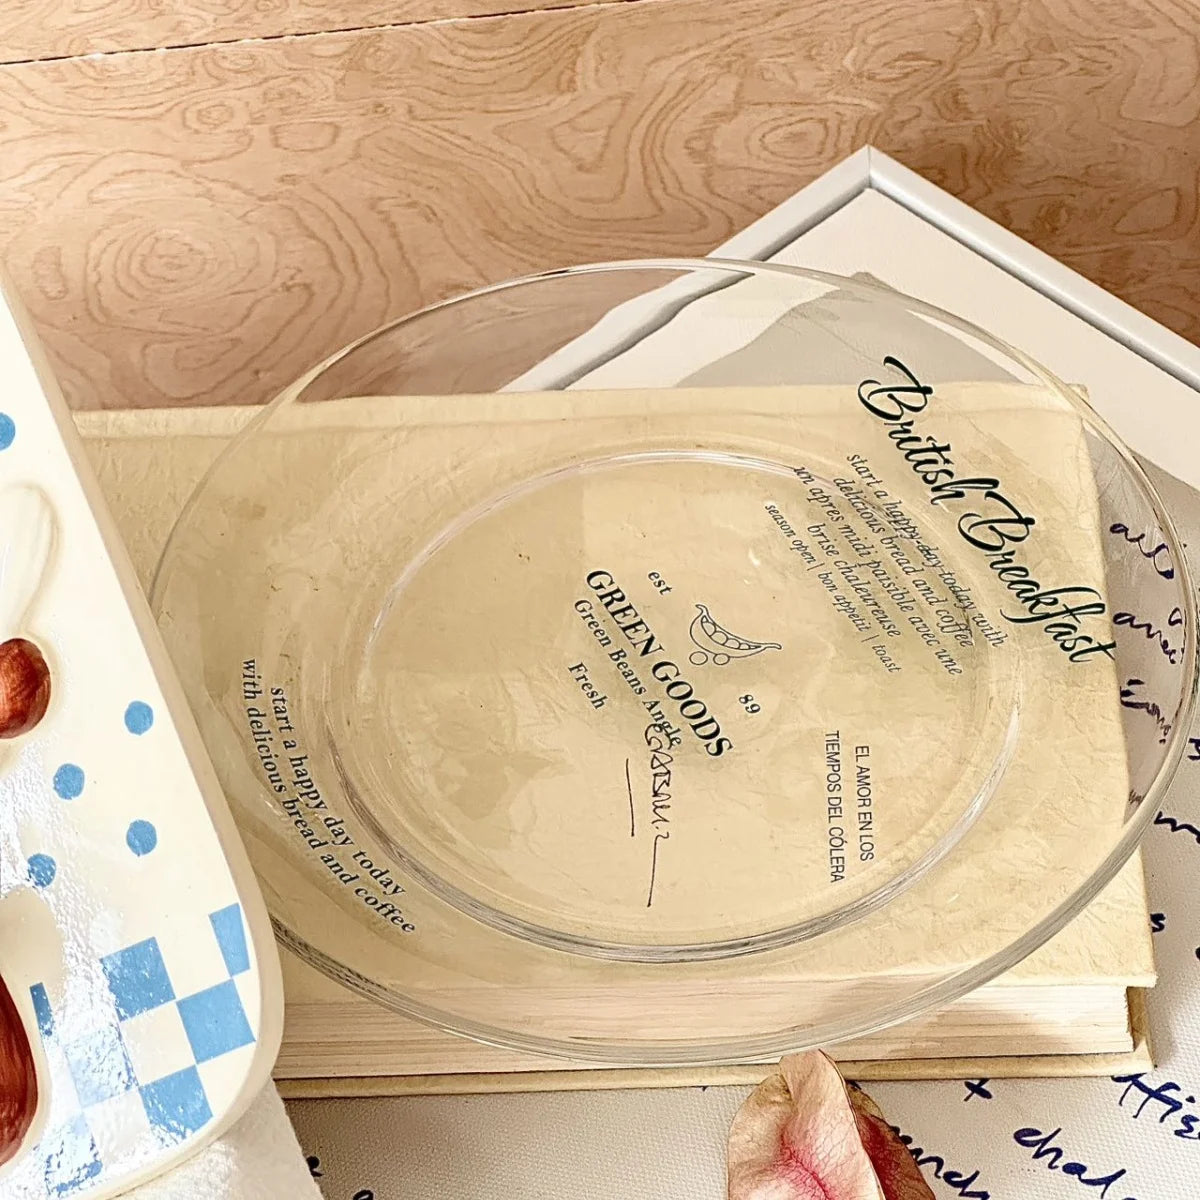 British Breakfast
start a happy day today with
delicious bread and coffee
un apres midi paisible avec une
brise chaleureuse
season open | bon appetit | toast
est
89
GREEN GOODS
Green Beans Angle
Fresh
EL AMOR EN LOS
TIEMPOS DEL CÓLERA
start a happy day today
with delicious bread and coffee